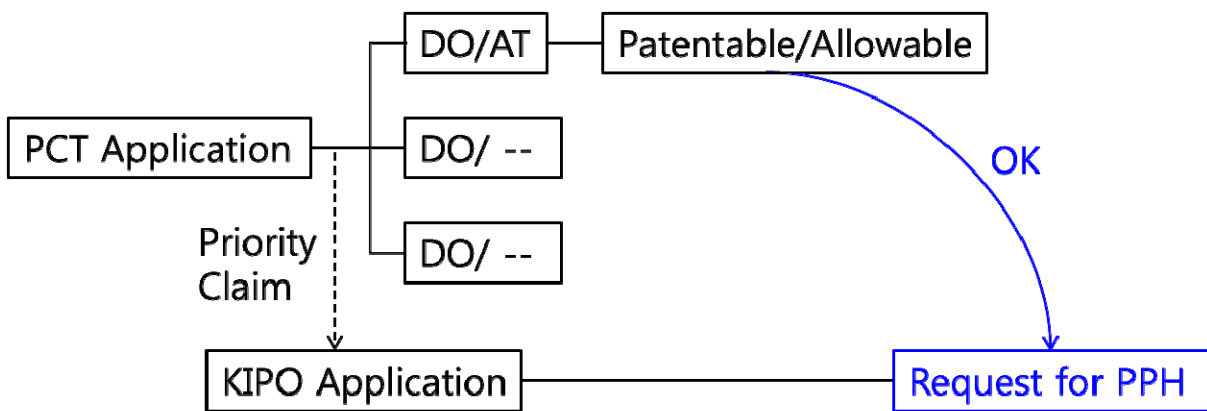 DO/AT
Patentable/Allowable
PCT Application
DO/ --
OK
Priority
Claim
DO/ --
KIPO Application
Request for PPH